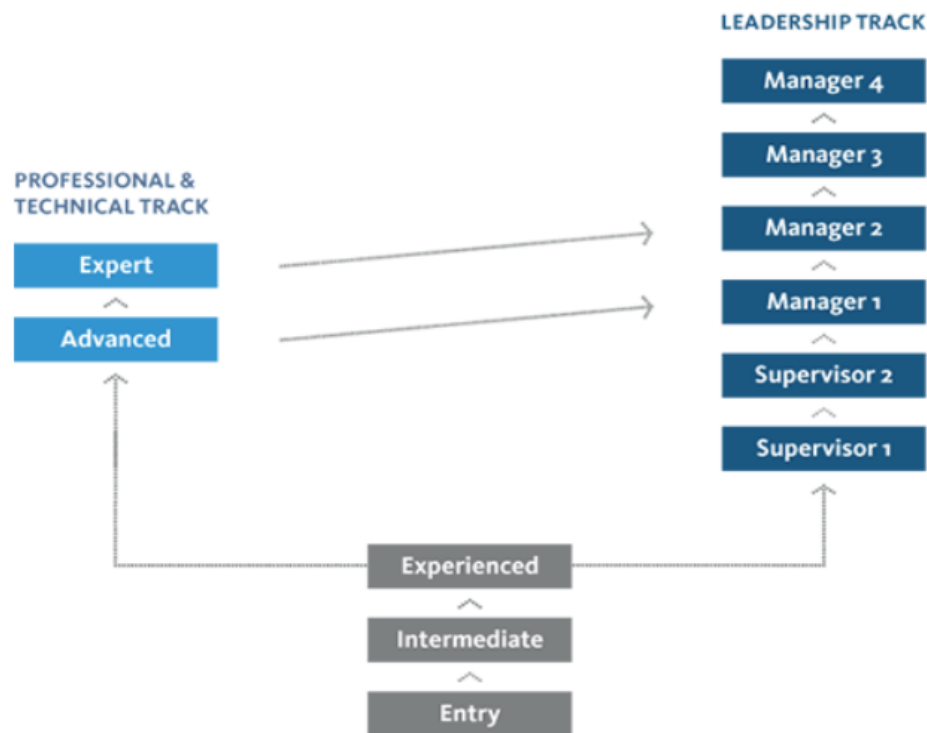 LEADERSHIP TRACK
Manager 4
Manager 3
PROFESSIONAL &
TECHNICAL TRACK
Manager 2
Expert
Manager 1
Advanced
Supervisor 2
Supervisor 1
Experienced
Intermediate
Entry